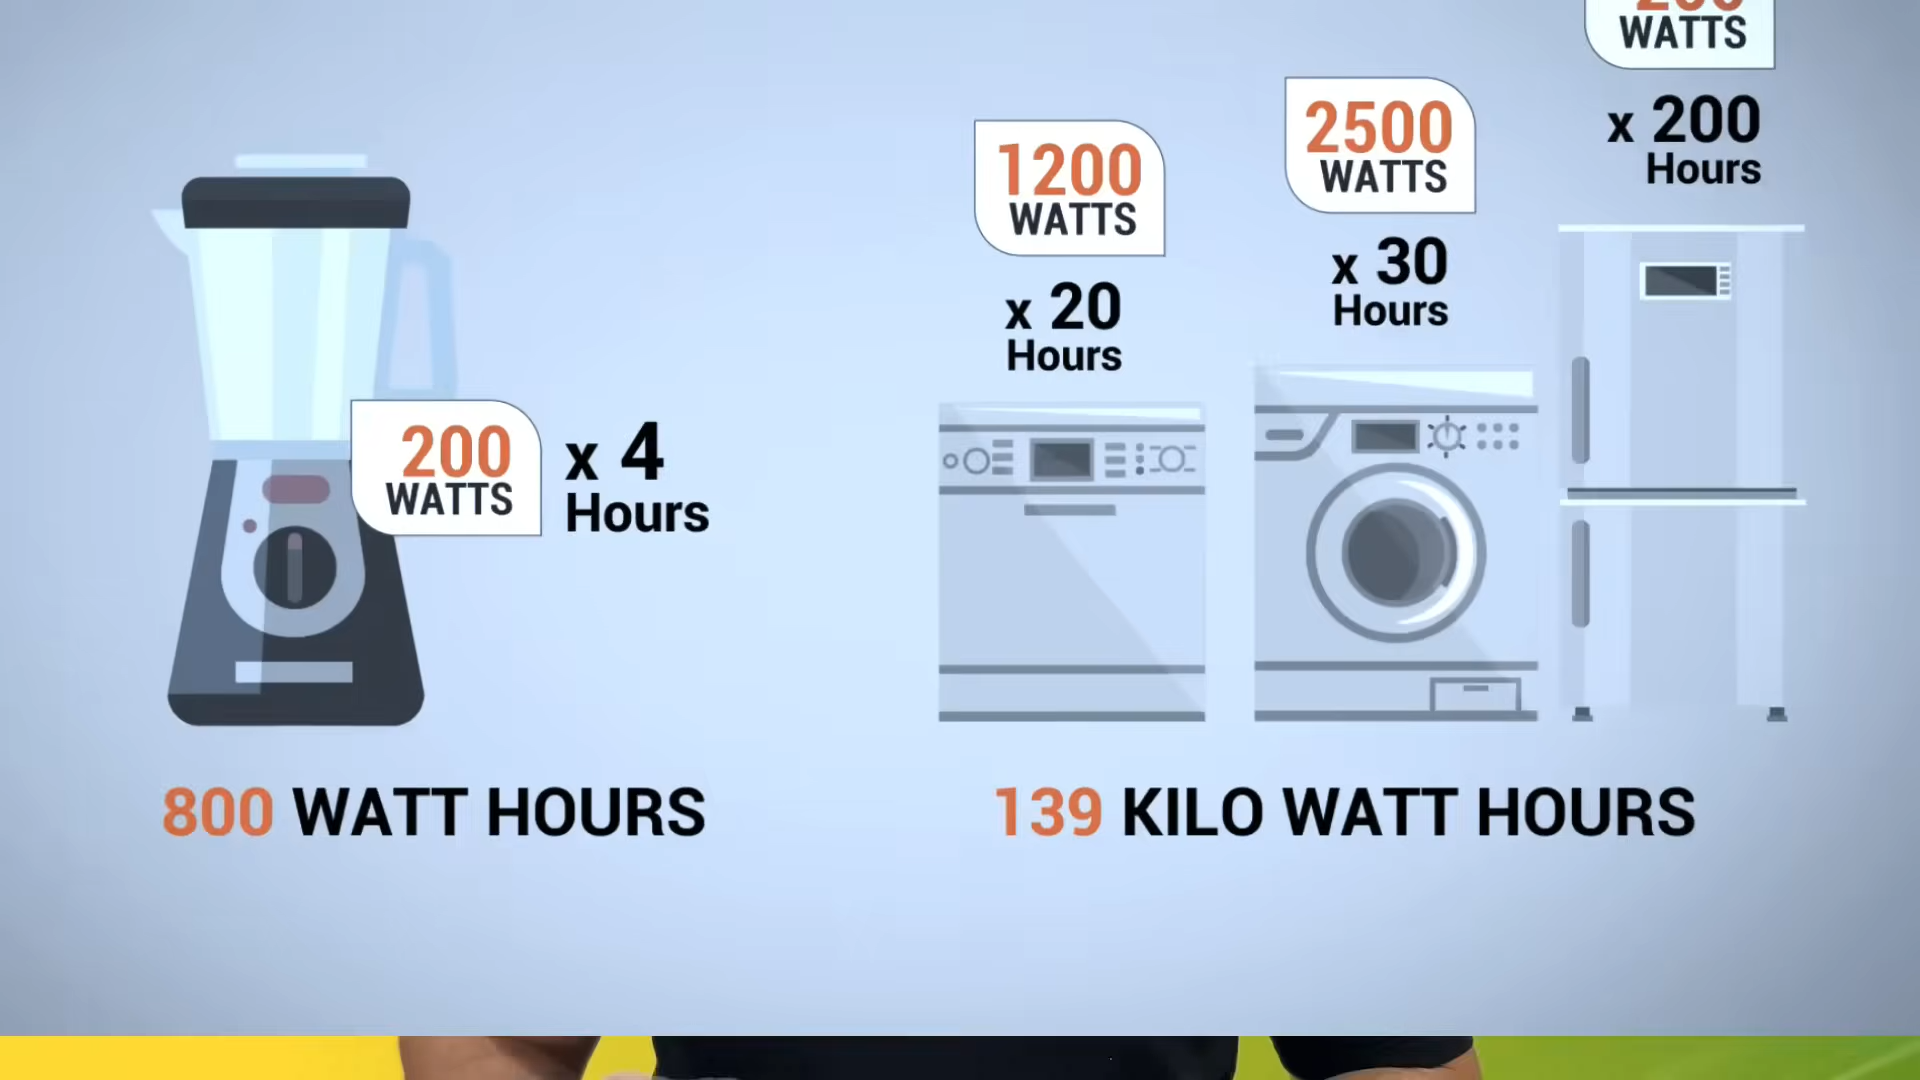 200
WATTS
x 4
Hours
800 WATT HOURS
1200
WATTS
x 20
Hours
2500
WATTS
x 30
Hours
WATTS
x 200
Hours
139 KILO WATT HOURS